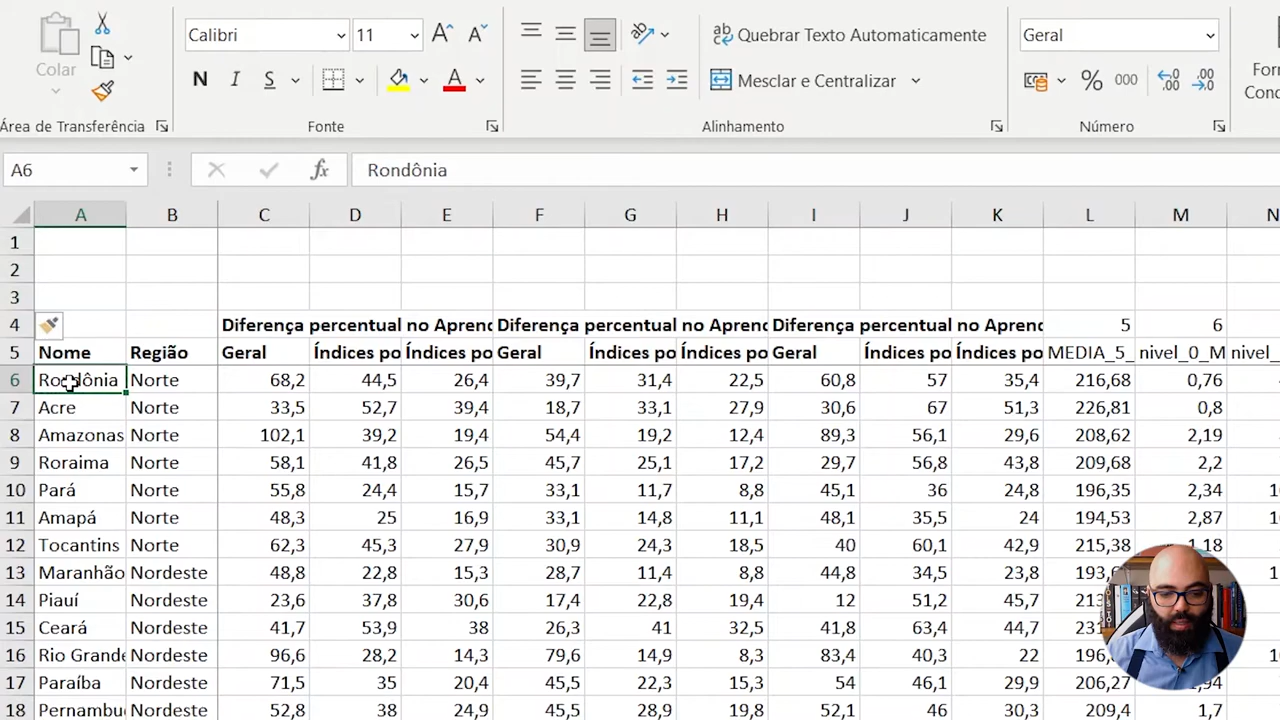 Calibri 11 Quebrar Texto Automaticamente Geral
Colar N I S A Mesclar e Centralizar % 000
Área de Transferência Fonte Alinhamento Número
A6 fx Rondônia
A B C D E F G H I J K L M N
1
2
3
4 Diferença percentual no Aprend Diferença percentual no Aprend Diferença percentual no Aprend 5 6
5 Nome Região Geral Índices po Índices po Geral Índices po Índices po Geral Índices po Índices po MEDIA_5_ nivel_0_M nivel_
6 Rondônia Norte 68,2 44,5 26,4 39,7 31,4 22,5 60,8 57 35,4 216,68 0,76
7 Acre Norte 33,5 52,7 39,4 18,7 33,1 27,9 30,6 67 51,3 226,81 0,8
8 Amazonas Norte 102,1 39,2 19,4 54,4 19,2 12,4 89,3 56,1 29,6 208,62 2,19
9 Roraima Norte 58,1 41,8 26,5 45,7 25,1 17,2 29,7 56,8 43,8 209,68 2,2
10 Pará Norte 55,8 24,4 15,7 33,1 11,7 8,8 45,1 36 24,8 196,35 2,34
11 Amapá Norte 48,3 25 16,9 33,1 14,8 11,1 48,1 35,5 24 194,53 2,87
12 Tocantins Norte 62,3 45,3 27,9 30,9 24,3 18,5 40 60,1 42,9 215,38 1,18
13 Maranhão Nordeste 48,8 22,8 15,3 28,7 11,4 8,8 44,8 34,5 23,8
14 Piauí Nordeste 23,6 37,8 30,6 17,4 22,8 19,4 12 51,2 45,7
15 Ceará Nordeste 41,7 53,9 38 26,3 41 32,5 41,8 63,4 44,7
16 Rio Grande Nordeste 96,6 28,2 14,3 79,6 14,9 8,3 83,4 40,3 22
17 Paraíba Nordeste 71,5 35 20,4 45,5 22,3 15,3 54 46,1 29,9 206,27
18 Pernambu Nordeste 52,8 38 24,9 45,5 28,9 19,8 52,1 46 30,3 209,4 1,7